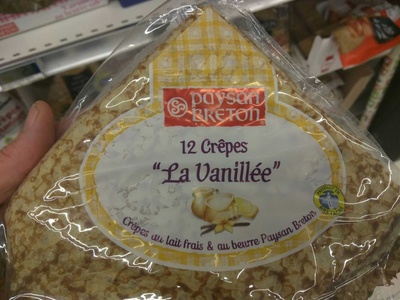 paysan
BRETON
12 Crêpes
"La Vanillée"
Crêpes au lait frais & au beurre Paysan Breton